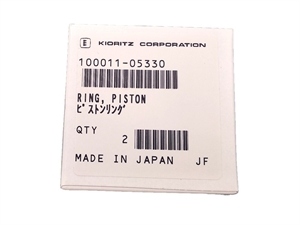 E KIORITZ CORPORATION
100011-05330
RING, PISTON
ﾋﾟｽﾄﾝﾘﾝｸﾞ
QTY 2
MADE IN JAPAN JF